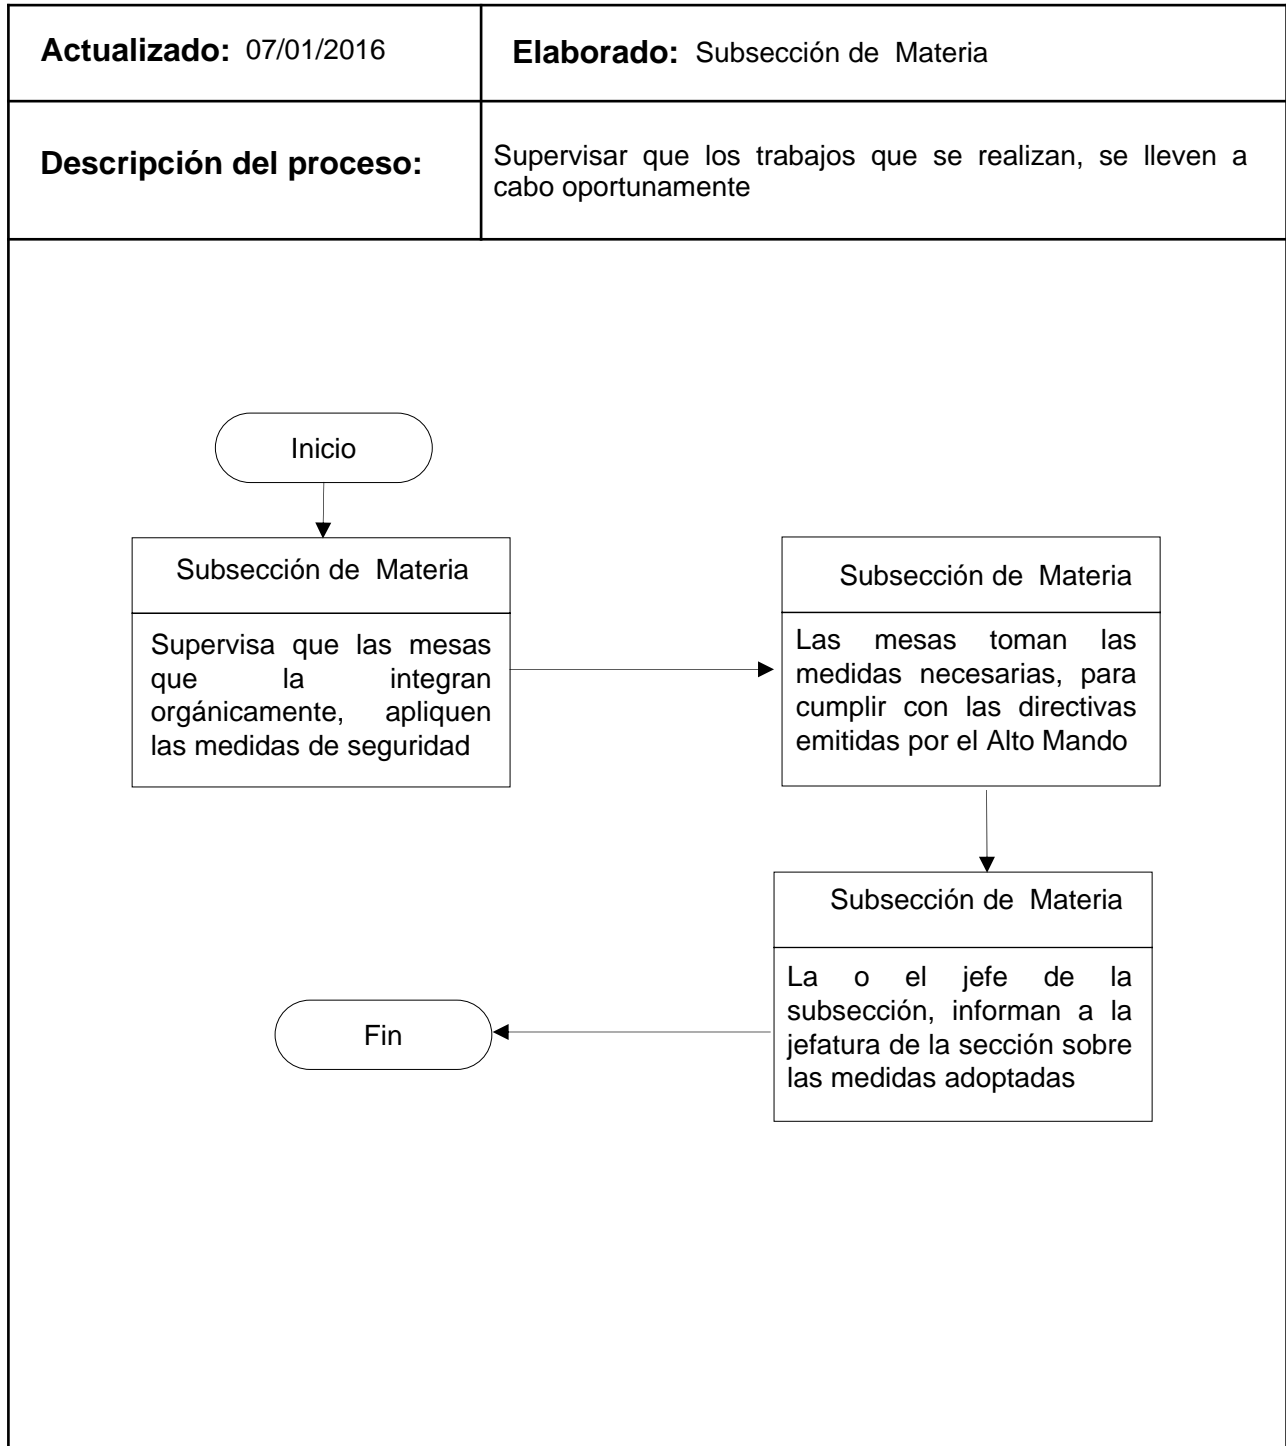 Actualizado: 07/01/2016
Elaborado: Subsección de Materia
Descripción del proceso:
Supervisar que los trabajos que se realizan, se lleven a
cabo oportunamente
Inicio
Subsección de Materia
Supervisa que las mesas
que la integran
orgánicamente, apliquen
las medidas de seguridad
Subsección de Materia
Las mesas toman las
medidas necesarias, para
cumplir con las directivas
emitidas por el Alto Mando
Subsección de Materia
La o el jefe de la
subsección, informan a la
jefatura de la sección sobre
las medidas adoptadas
Fin